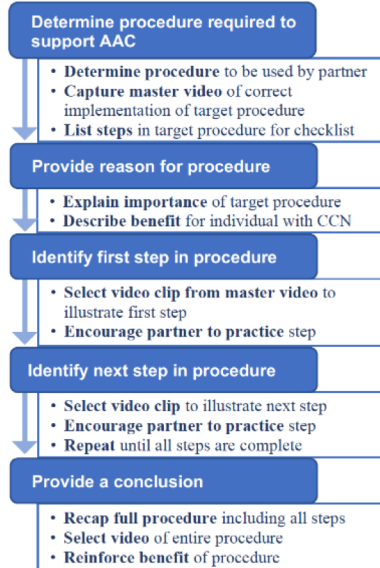 Determine procedure required to
support AAC
• Determine procedure to be used by partner
• Capture master video of correct
implementation of target procedure
• List steps in target procedure for checklist
Provide reason for procedure
• Explain importance of target procedure
• Describe benefit for individual with CCN
Identify first step in procedure
• Select video clip from master video to
illustrate first step
• Encourage partner to practice step
Identify next step in procedure
• Select video clip to illustrate next step
• Encourage partner to practice step
• Repeat until all steps are complete
Provide a conclusion
• Recap full procedure including all steps
• Select video of entire procedure
• Reinforce benefit of procedure